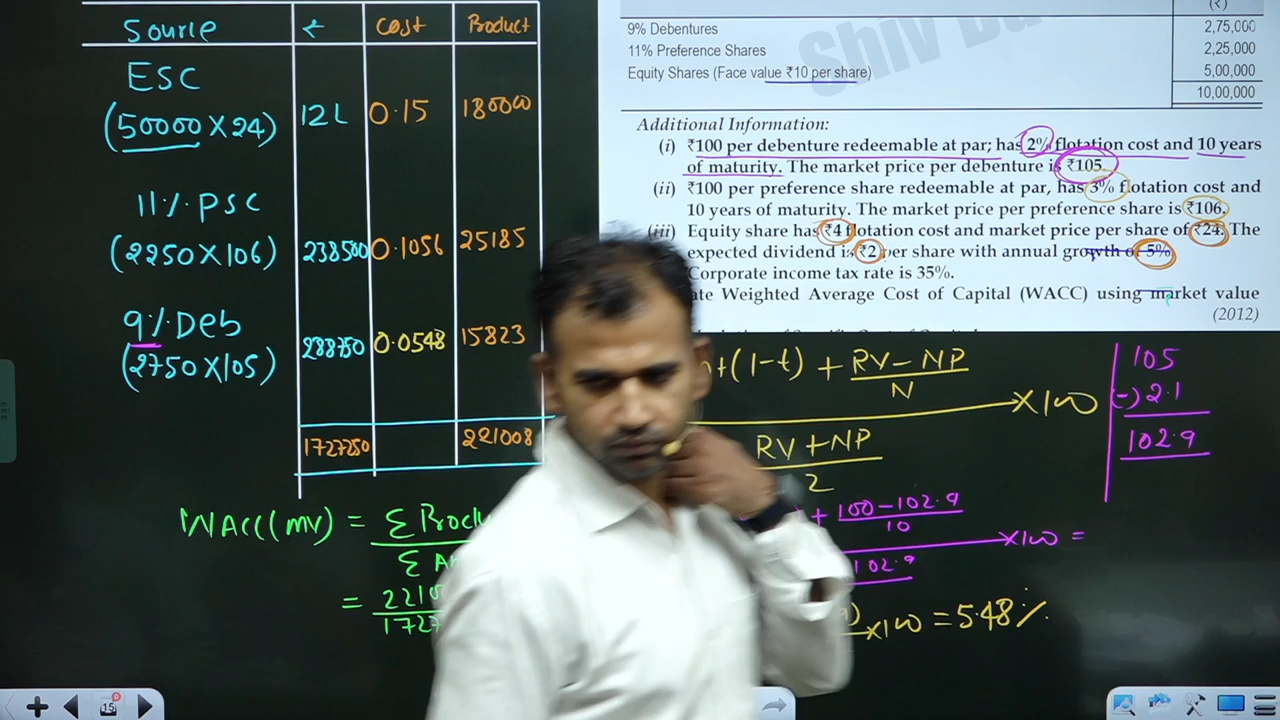 Source ₹ Cost Product
ESC
(50000 X 24) 12L 0.15 180000
11% PSC
(2250 X 106) 238500 0.1056 25185
9% Deb
(2750 X 105) 288750 0.0548 15823
1727250 221008
WACC (mv) = Σ Produ
Σ A
= 2210
1727
(₹)
9% Debentures 2,75,000
11% Preference Shares 2,25,000
Equity Shares (Face value ₹10 per share) 5,00,000
10,00,000
Additional Information:
(i) ₹100 per debenture redeemable at par; has 2% flotation cost and 10 years
of maturity. The market price per debenture is ₹105.
(ii) ₹100 per preference share redeemable at par, has 3% flotation cost and
10 years of maturity. The market price per preference share is ₹106.
(iii) Equity share has ₹4 flotation cost and market price per share of ₹24. The
expected dividend is ₹2 per share with annual growth of 5%
Corporate income tax rate is 35%.
ate Weighted Average Cost of Capital (WACC) using market value
(2012)
(1-t) + RV - NP
N
X100
RV + NP
2
+ 100 - 102.9
10
X100 =
102.9
X100 = 5.48%
105
(-) 2.1
102.9
15